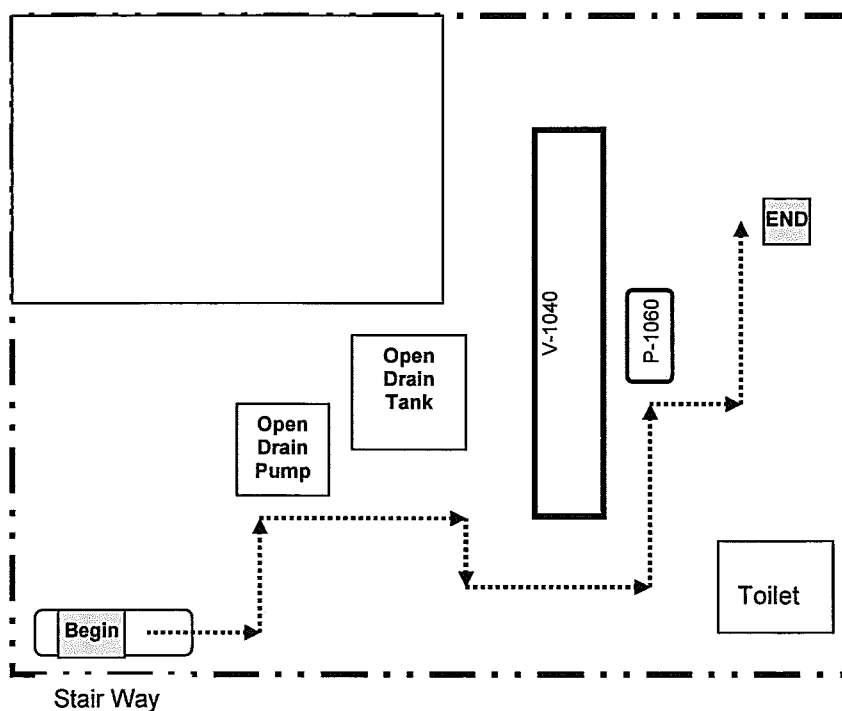 END
V-1040
P-1060
Open
Drain
Tank
Open
Drain
Pump
Toilet
Begin
Stair Way